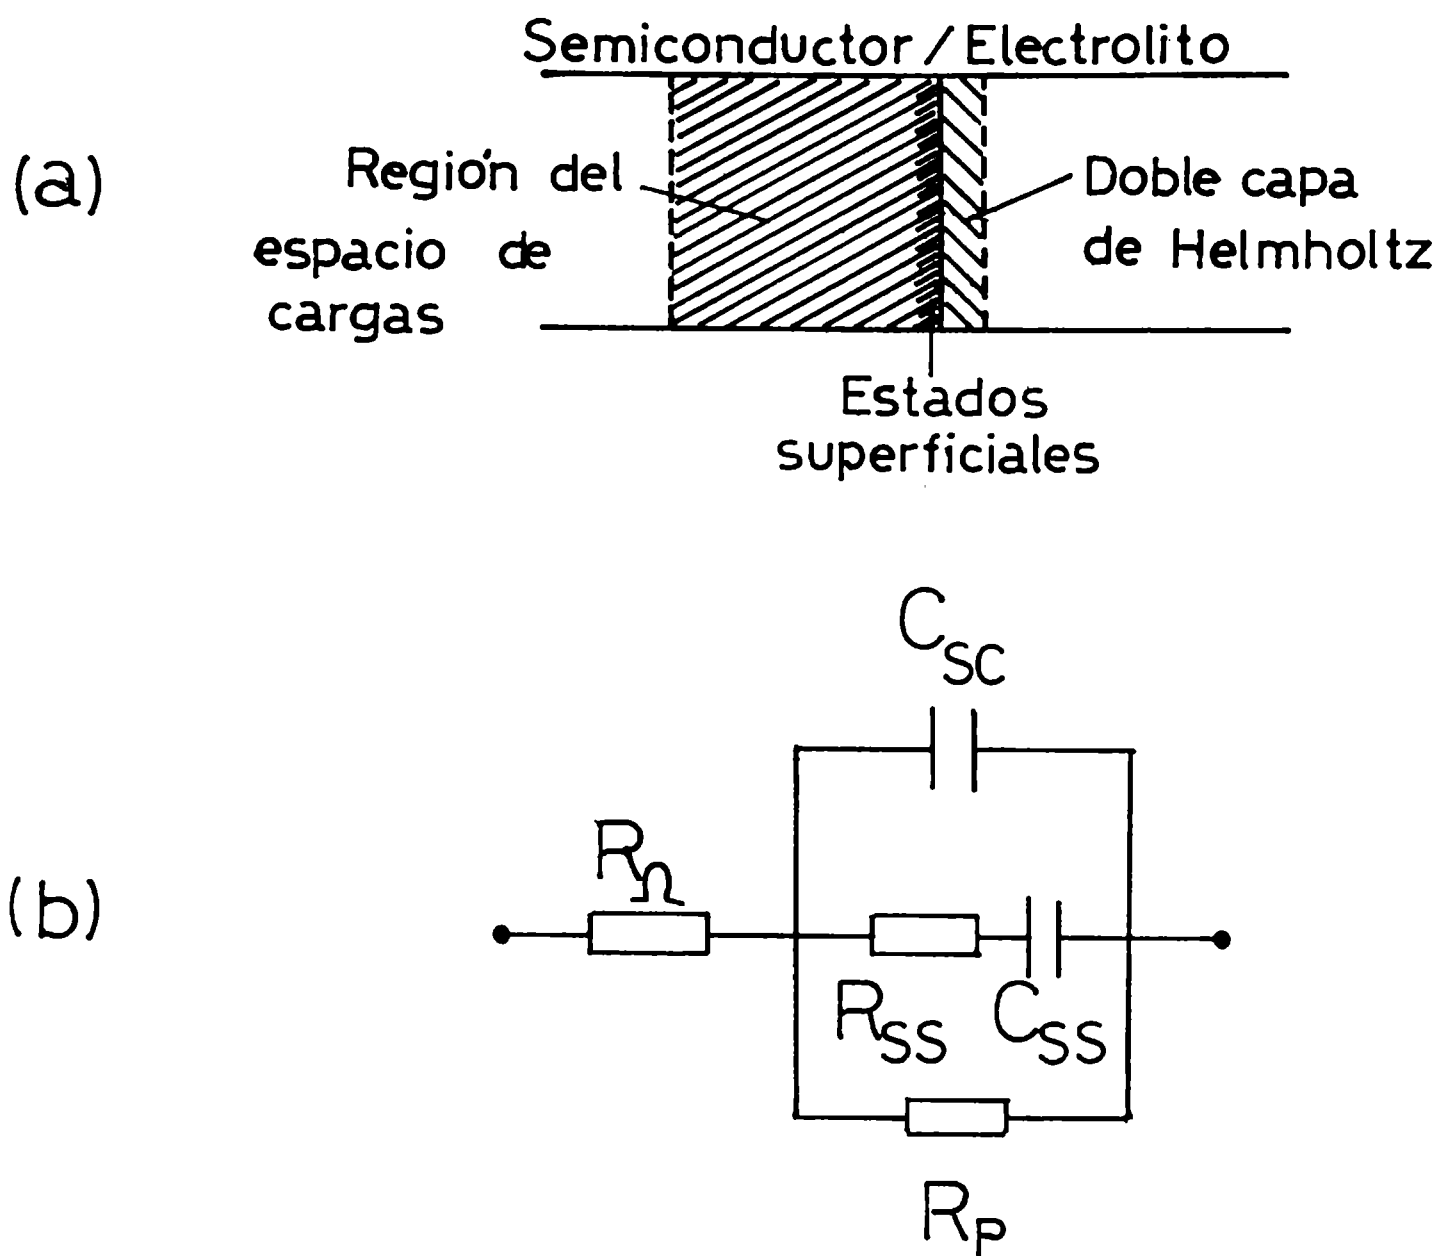 Semiconductor / Electrolito
(a)
Región del
espacio de
cargas
Doble capa
de Helmholtz
Estados
superficiales
(b)
C_SC
R_Ω
R_SS
C_SS
R_P